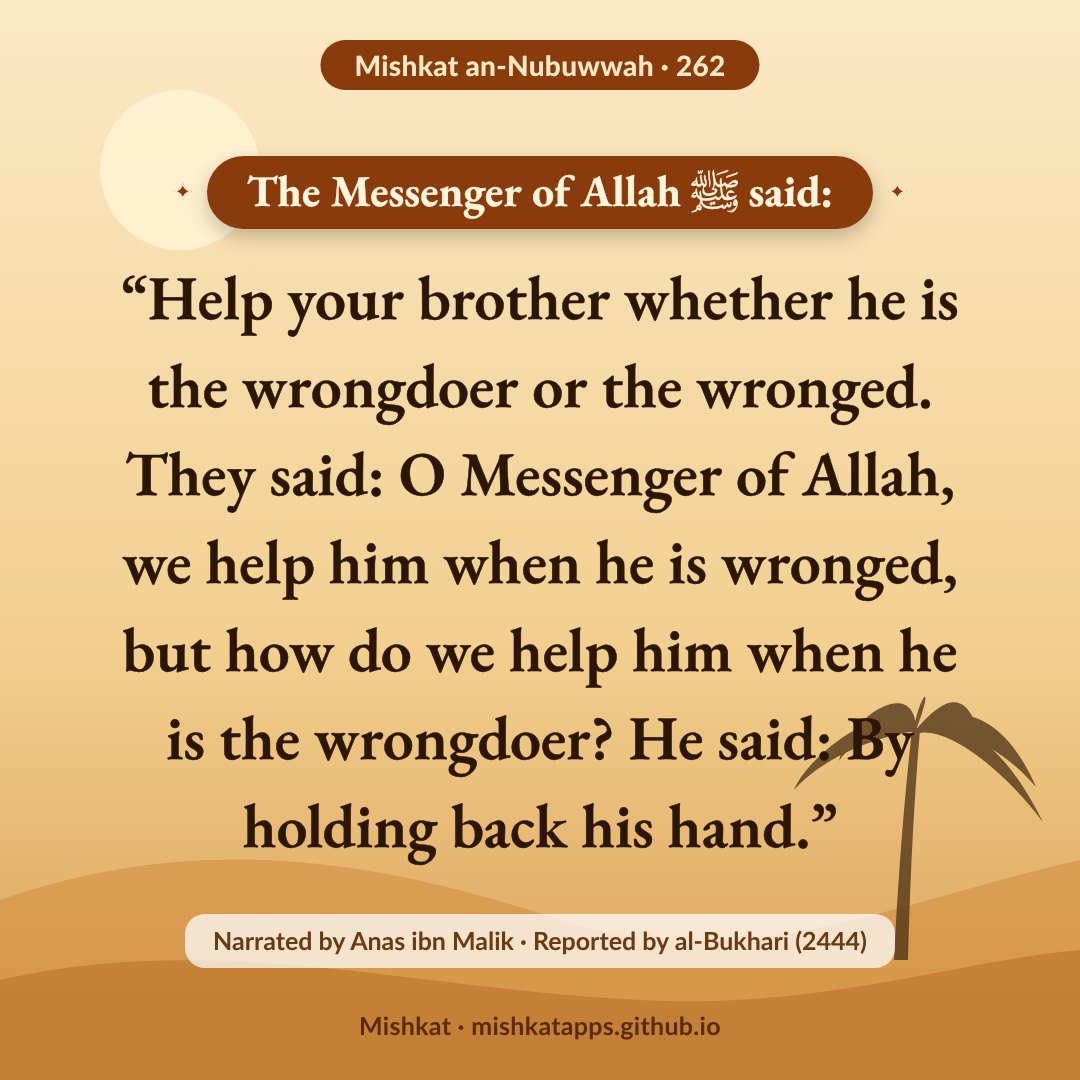 Mishkat an-Nubuwwah · 262
The Messenger of Allah ﷺ said:
“Help your brother whether he is
the wrongdoer or the wronged.
They said: O Messenger of Allah,
we help him when he is wronged,
but how do we help him when he
is the wrongdoer? He said: By
holding back his hand.”
Narrated by Anas ibn Malik · Reported by al-Bukhari (2444)
Mishkat · mishkatapps.github.io